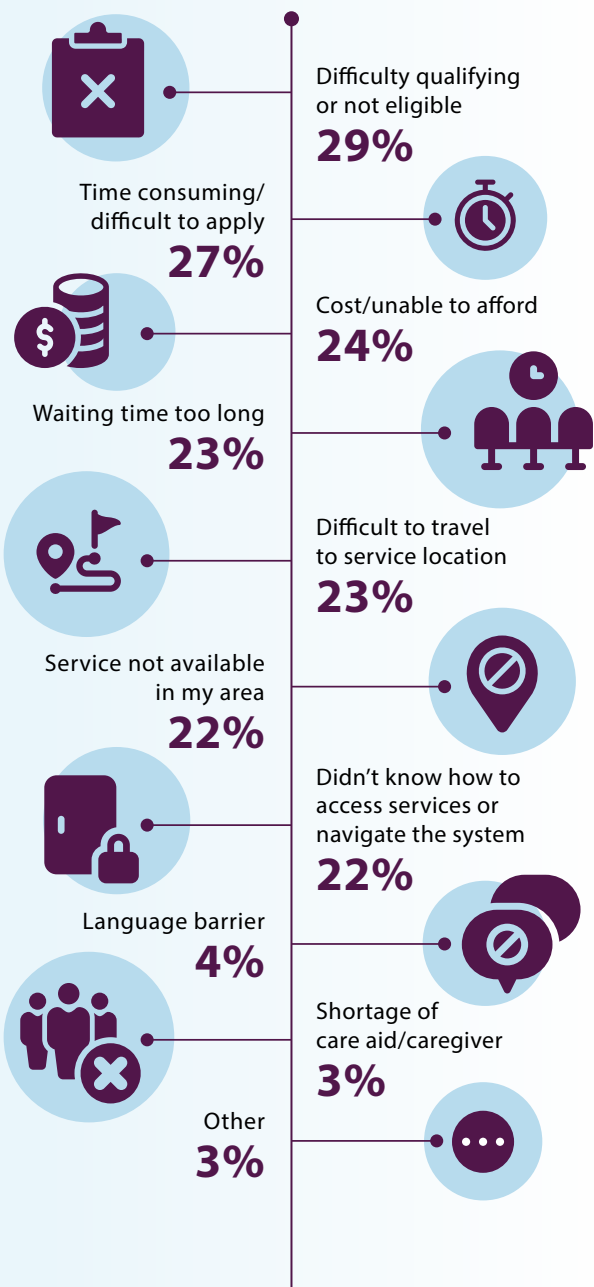 Difficulty qualifying
or not eligible
29%
Time consuming/
difficult to apply
27%
$
Cost/unable to afford
24%
Waiting time too long
23%
Difficult to travel
to service location
23%
Service not available
in my area
22%
Didn’t know how to
access services or
navigate the system
22%
Language barrier
4%
Shortage of
care aid/caregiver
3%
Other
3%